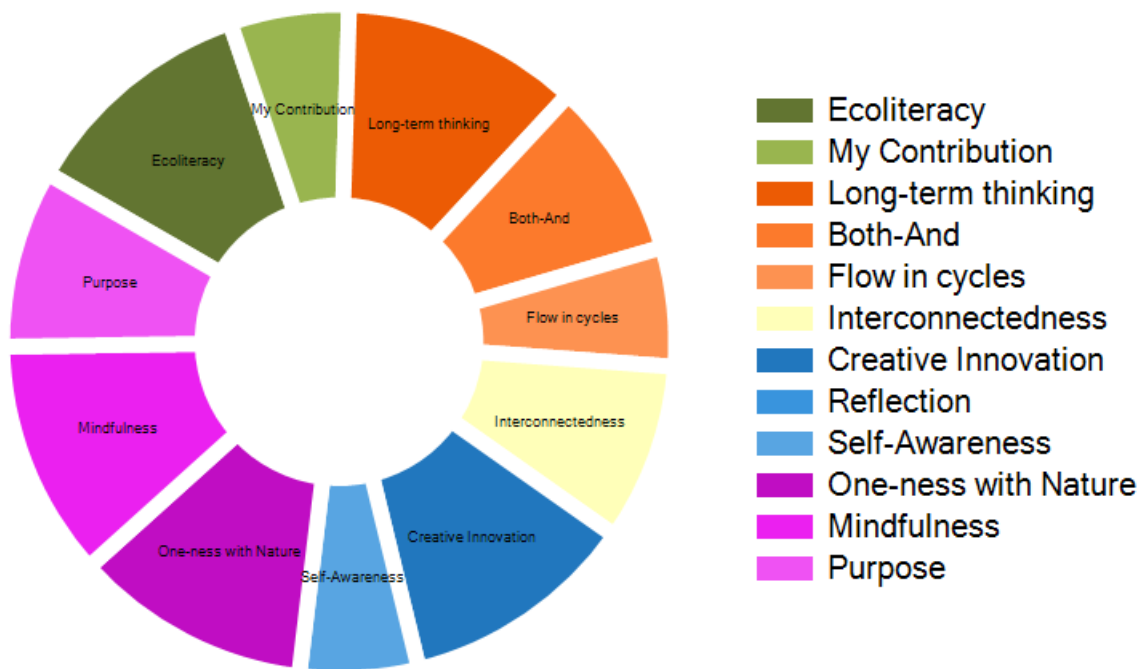 My Contribution
Long-term thinking
Ecoliteracy
Both-And
Purpose
Flow in cycles
Interconnectedness
Mindfulness
Creative Innovation
One-ness with Nature
Self-Awareness
Ecoliteracy
My Contribution
Long-term thinking
Both-And
Flow in cycles
Interconnectedness
Creative Innovation
Reflection
Self-Awareness
One-ness with Nature
Mindfulness
Purpose